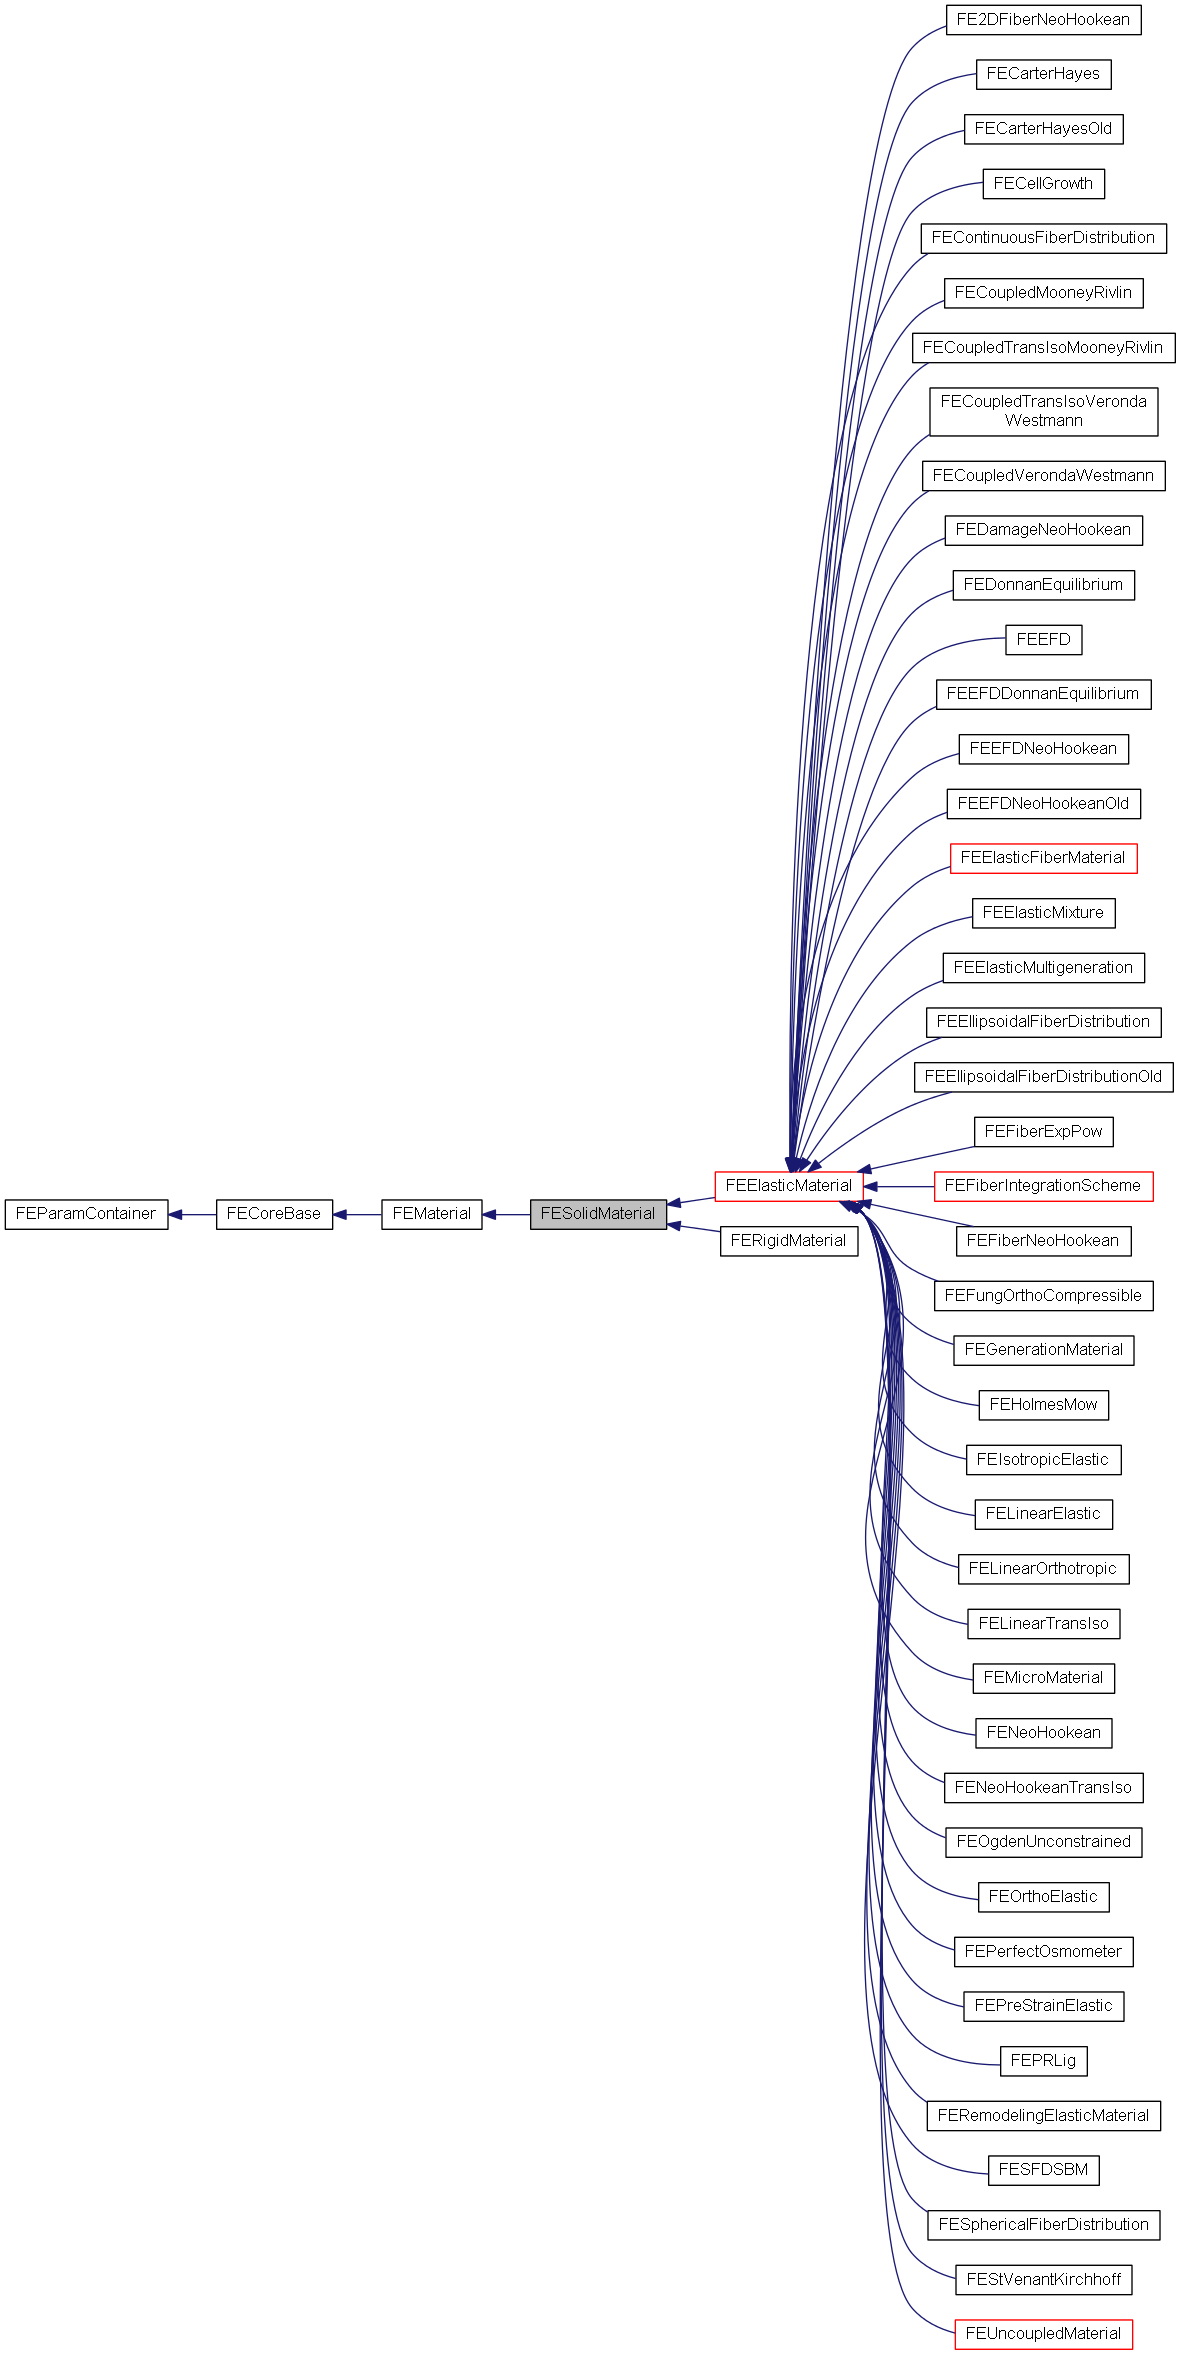 FE2DFiberNeoHookean
FECarterHayes
FECarterHayesOld
FECellGrowth
FEContinuousFiberDistribution
FECoupledMooneyRivlin
FECoupledTransIsoMooneyRivlin
FECoupledTransIsoVeronda
Westmann
FECoupledVerondaWestmann
FEDamageNeoHookean
FEDonnanEquilibrium
FEEFD
FEEFDDonnanEquilibrium
FEEFDNeoHookean
FEEFDNeoHookeanOld
FEElasticFiberMaterial
FEElasticMixture
FEElasticMultigeneration
FEEllipsoidalFiberDistribution
FEEllipsoidalFiberDistributionOld
FEFiberExpPow
FEElasticMaterial
FEFiberIntegrationScheme
FEParamContainer
FECoreBase
FEMaterial
FESolidMaterial
FERigidMaterial
FEFiberNeoHookean
FEFungOrthoCompressible
FEGenerationMaterial
FEHolmesMow
FEIsotropicElastic
FELinearElastic
FELinearOrthotropic
FELinearTransIso
FEMicroMaterial
FENeoHookean
FENeoHookeanTransIso
FEOgdenUnconstrained
FEOrthoElastic
FEPerfectOsmometer
FEPreStrainElastic
FEPRLig
FERemodelingElasticMaterial
FESFDSBM
FESphericalFiberDistribution
FEStVenantKirchhoff
FEUncoupledMaterial